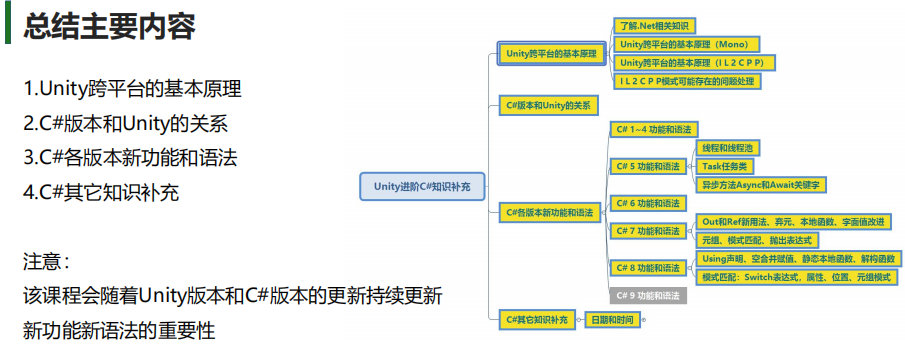 总结主要内容
1.Unity跨平台的基本原理
2.C#版本和Unity的关系
3.C#各版本新功能和语法
4.C#其它知识补充
注意：
该课程会随着Unity版本和C#版本的更新持续更新
新功能新语法的重要性
Unity进阶C#知识补充
Unity跨平台的基本原理
了解.Net相关知识
Unity跨平台的基本原理（Mono）
Unity跨平台的基本原理（I L 2 C P P）
I L 2 C P P模式可能存在的问题处理
C#版本和Unity的关系
C#各版本新功能和语法
C# 1~4 功能和语法
C# 5 功能和语法
线程和线程池
Task任务类
异步方法Async和Await关键字
C# 6 功能和语法
C# 7 功能和语法
Out和Ref新用法、弃元、本地函数、字面值改进
元组、模式匹配、抛出表达式
C# 8 功能和语法
Using声明、空合并赋值、静态本地函数、解构函数
模式匹配：Switch表达式，属性、位置、元组模式
C# 9 功能和语法
C#其它知识补充
日期和时间